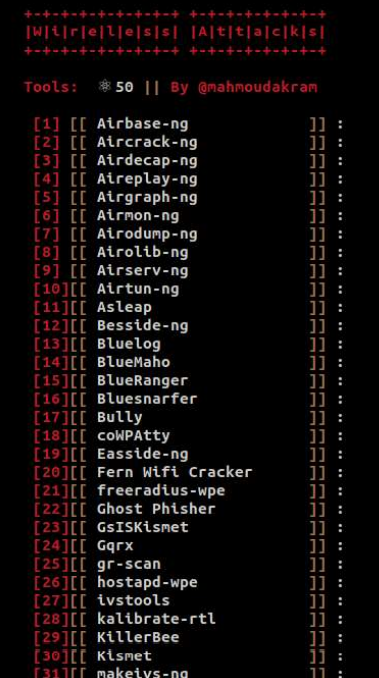 +-+-+-+-+-+-+-+-+ +-+-+-+-+-+-+-+
|W|i|r|e|l|e|s|s| |A|t|t|a|c|k|s|
+-+-+-+-+-+-+-+-+ +-+-+-+-+-+-+-+
Tools: ⚛50 || By @mahmoudakram
[1] [[ Airbase-ng ]] :
[2] [[ Aircrack-ng ]] :
[3] [[ Airdecap-ng ]] :
[4] [[ Aireplay-ng ]] :
[5] [[ Airgraph-ng ]] :
[6] [[ Airmon-ng ]] :
[7] [[ Airodump-ng ]] :
[8] [[ Airolib-ng ]] :
[9] [[ Airserv-ng ]] :
[10][[ Airtun-ng ]] :
[11][[ Asleap ]] :
[12][[ Besside-ng ]] :
[13][[ Bluelog ]] :
[14][[ BlueMaho ]] :
[15][[ BlueRanger ]] :
[16][[ Bluesnarfer ]] :
[17][[ Bully ]] :
[18][[ coWPAtty ]] :
[19][[ Easside-ng ]] :
[20][[ Fern Wifi Cracker ]] :
[21][[ freeradius-wpe ]] :
[22][[ Ghost Phisher ]] :
[23][[ GsISKismet ]] :
[24][[ Gqrx ]] :
[25][[ gr-scan ]] :
[26][[ hostapd-wpe ]] :
[27][[ ivstools ]] :
[28][[ kalibrate-rtl ]] :
[29][[ KillerBee ]] :
[30][[ Kismet ]] :
[31][[ makeivs-ng ]] :